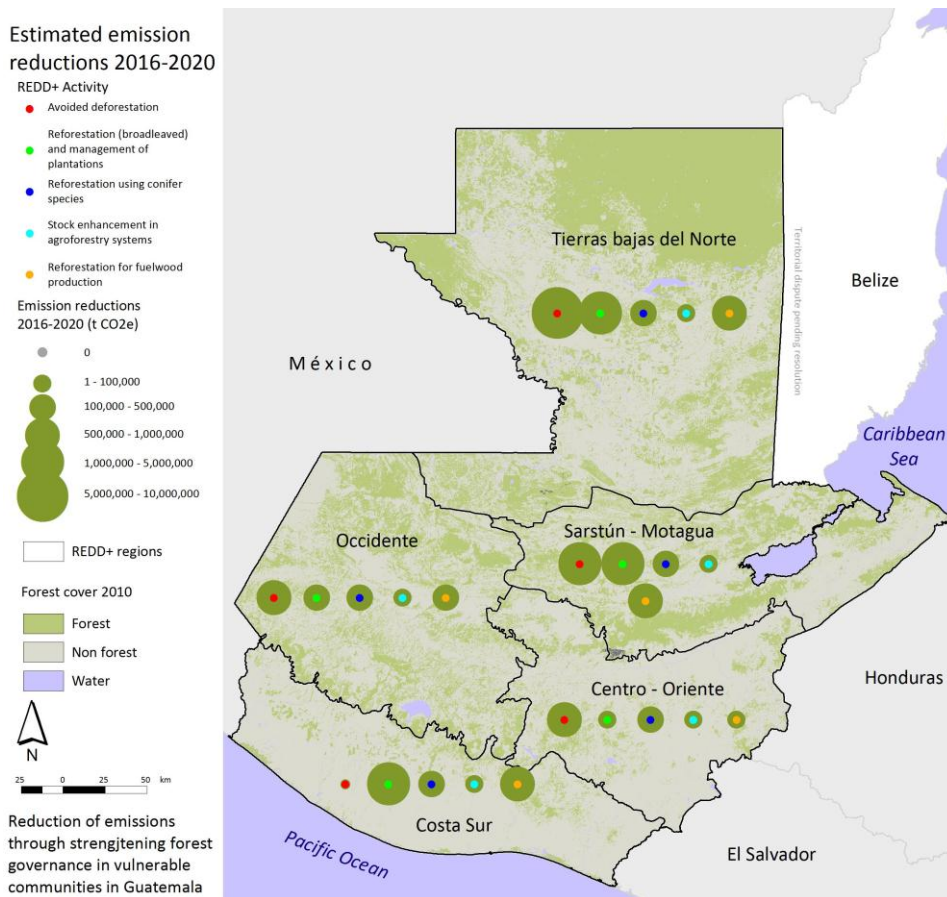 Estimated emission
reductions 2016-2020
REDD+ Activity
Avoided deforestation
Reforestation (broadleaved)
and management of
plantations
Reforestation using conifer
species
Stock enhancement in
agroforestry systems
Reforestation for fuelwood
production
Emission reductions
2016-2020 (t CO2e)
0
1 - 100,000
100,000 - 500,000
500,000 - 1,000,000
1,000,000 - 5,000,000
5,000,000 - 10,000,000
REDD+ regions
Forest cover 2010
Forest
Non forest
Water
N
25 0 25 50 km
Reduction of emissions
through strengjtening forest
governance in vulnerable
communities in Guatemala
Tierras bajas del Norte
Territorial dispute pending resolution
Belize
México
Caribbean
Sea
Occidente
Sarstún - Motagua
Honduras
Centro - Oriente
Costa Sur
El Salvador
Pacific Ocean